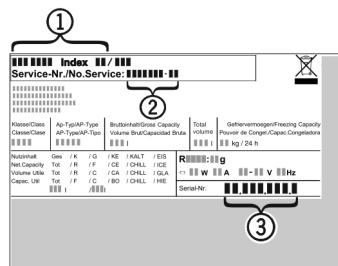 1
Index /
Service-Nr./No.Service: -
2
Klasse/Class Ap-Typ/AP-Type Bruttoinhalt/Gross Capacity Total Gefriervermoegen/Freezing Capacity
Classe/Clase AP-Type/AP-Tipo Volume Brut/Capacidad Bruta volume Pouvoir de Congel./Capac.Congeladora
l l kg / 24 h
Nutzinhalt Ges / K / G / KE / KALT / EIS
Net.Capacity Tot / R / F / CE / CHILL / ICE
Volume Utile Tot / R / C / CA / CHILL / GLA
Capac. Util Tot / F / C / BO / CHILL / HIE
l / l
R : g
W A - V Hz
Serial-Nr.
3